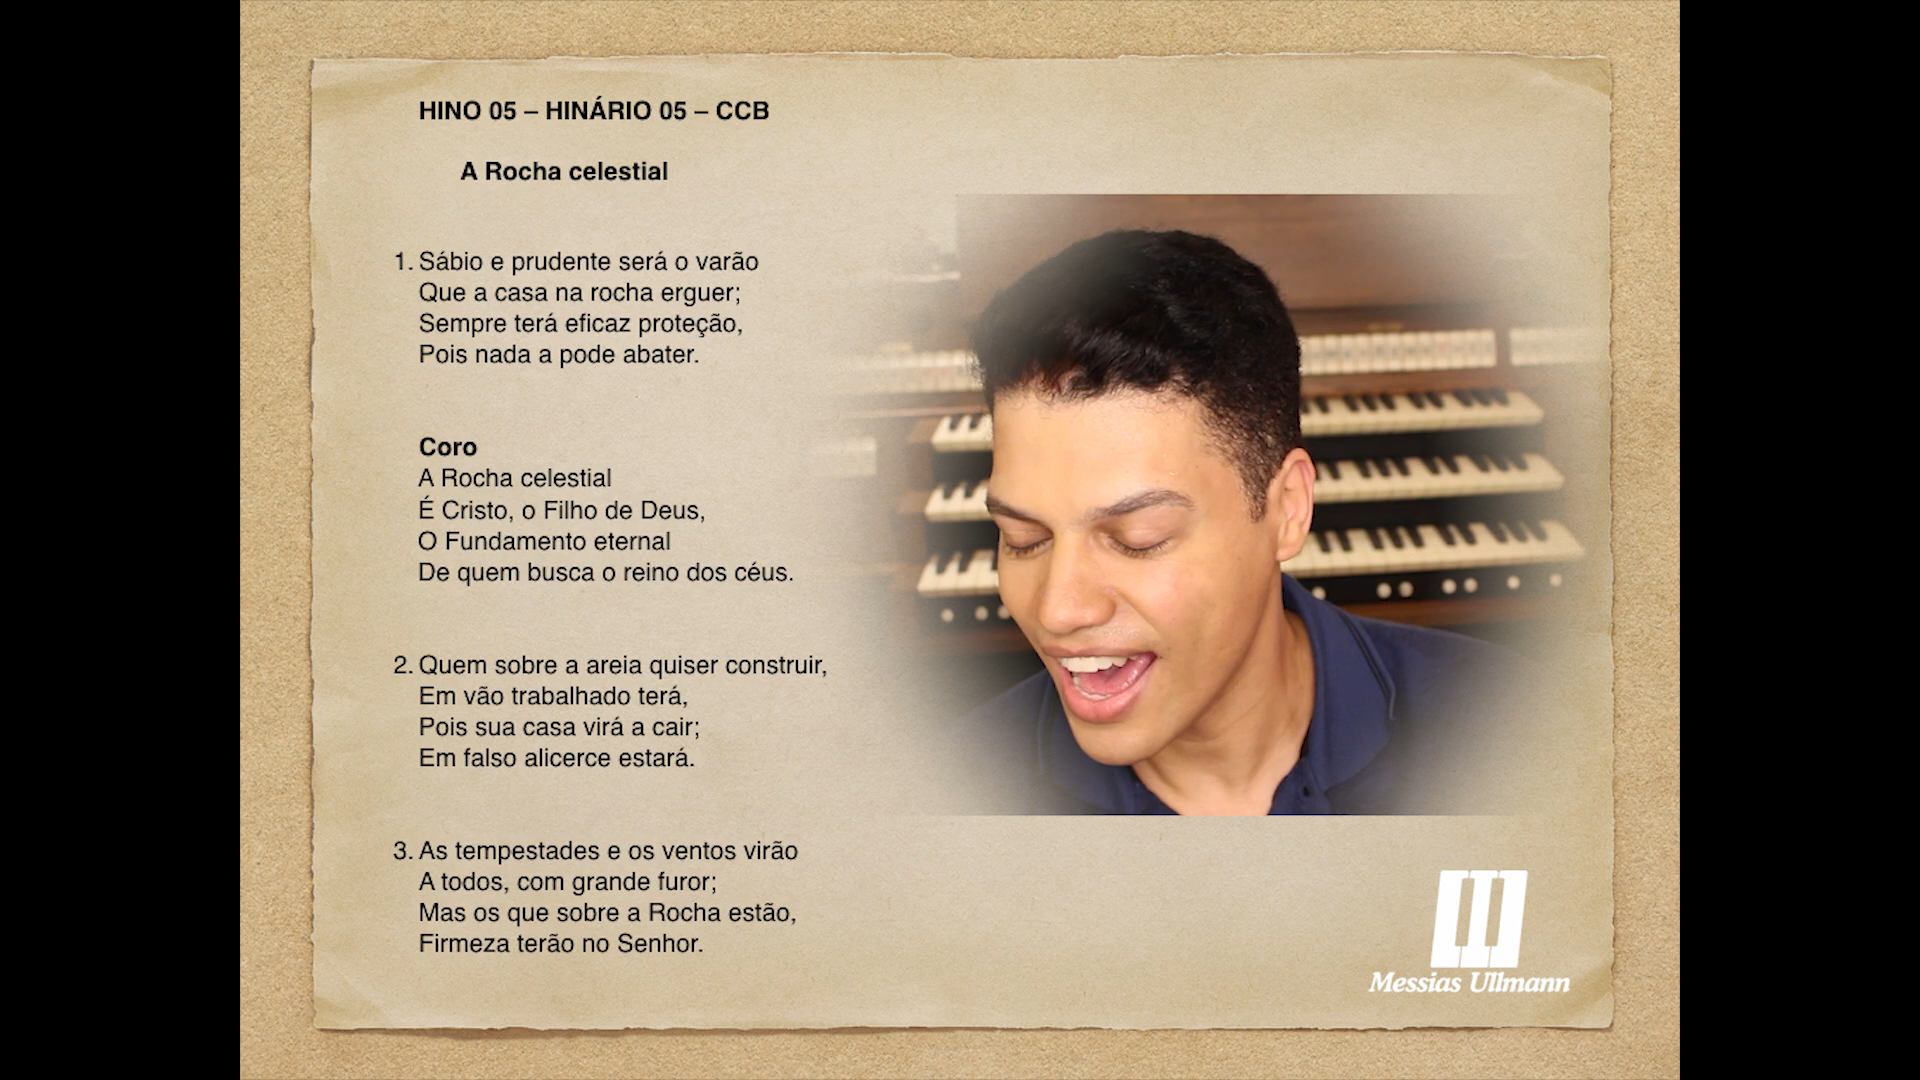 HINO 05 – HINÁRIO 05 – CCB
A Rocha celestial
1. Sábio e prudente será o varão
Que a casa na rocha erguer;
Sempre terá eficaz proteção,
Pois nada a pode abater.
Coro
A Rocha celestial
É Cristo, o Filho de Deus,
O Fundamento eternal
De quem busca o reino dos céus.
2. Quem sobre a areia quiser construir,
Em vão trabalhado terá,
Pois sua casa virá a cair;
Em falso alicerce estará.
3. As tempestades e os ventos virão
A todos, com grande furor;
Mas os que sobre a Rocha estão,
Firmeza terão no Senhor.
Messias Ullmann